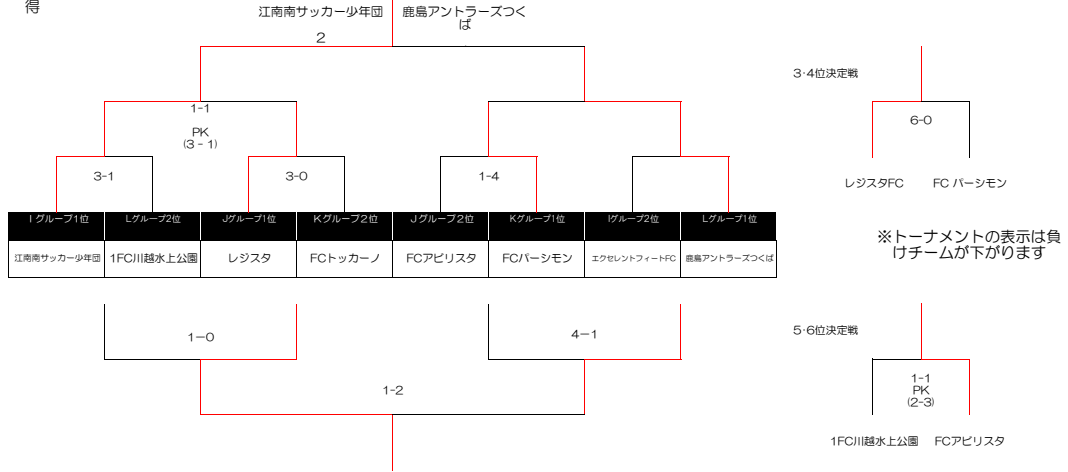 得
江南南サッカー少年団
鹿島アントラーズつく
ば
2
3・4位決定戦
1-1
PK
(3 - 1)
6-0
3-1
3-0
1-4
レジスタFC
FC パーシモン
Iグループ1位
Lグループ2位
Jグループ1位
Kグループ2位
Jグループ2位
Kグループ1位
Iグループ2位
Lグループ1位
※トーナメントの表示は負
けチームが下がります
江南南サッカー少年団
1FC川越水上公園
レジスタ
FCトッカーノ
FCアビリスタ
FCパーシモン
エクセレントフィートFC
鹿島アントラーズつくば
1-0
4-1
5・6位決定戦
1-2
1-1
PK
(2-3)
1FC川越水上公園
FCアビリスタ